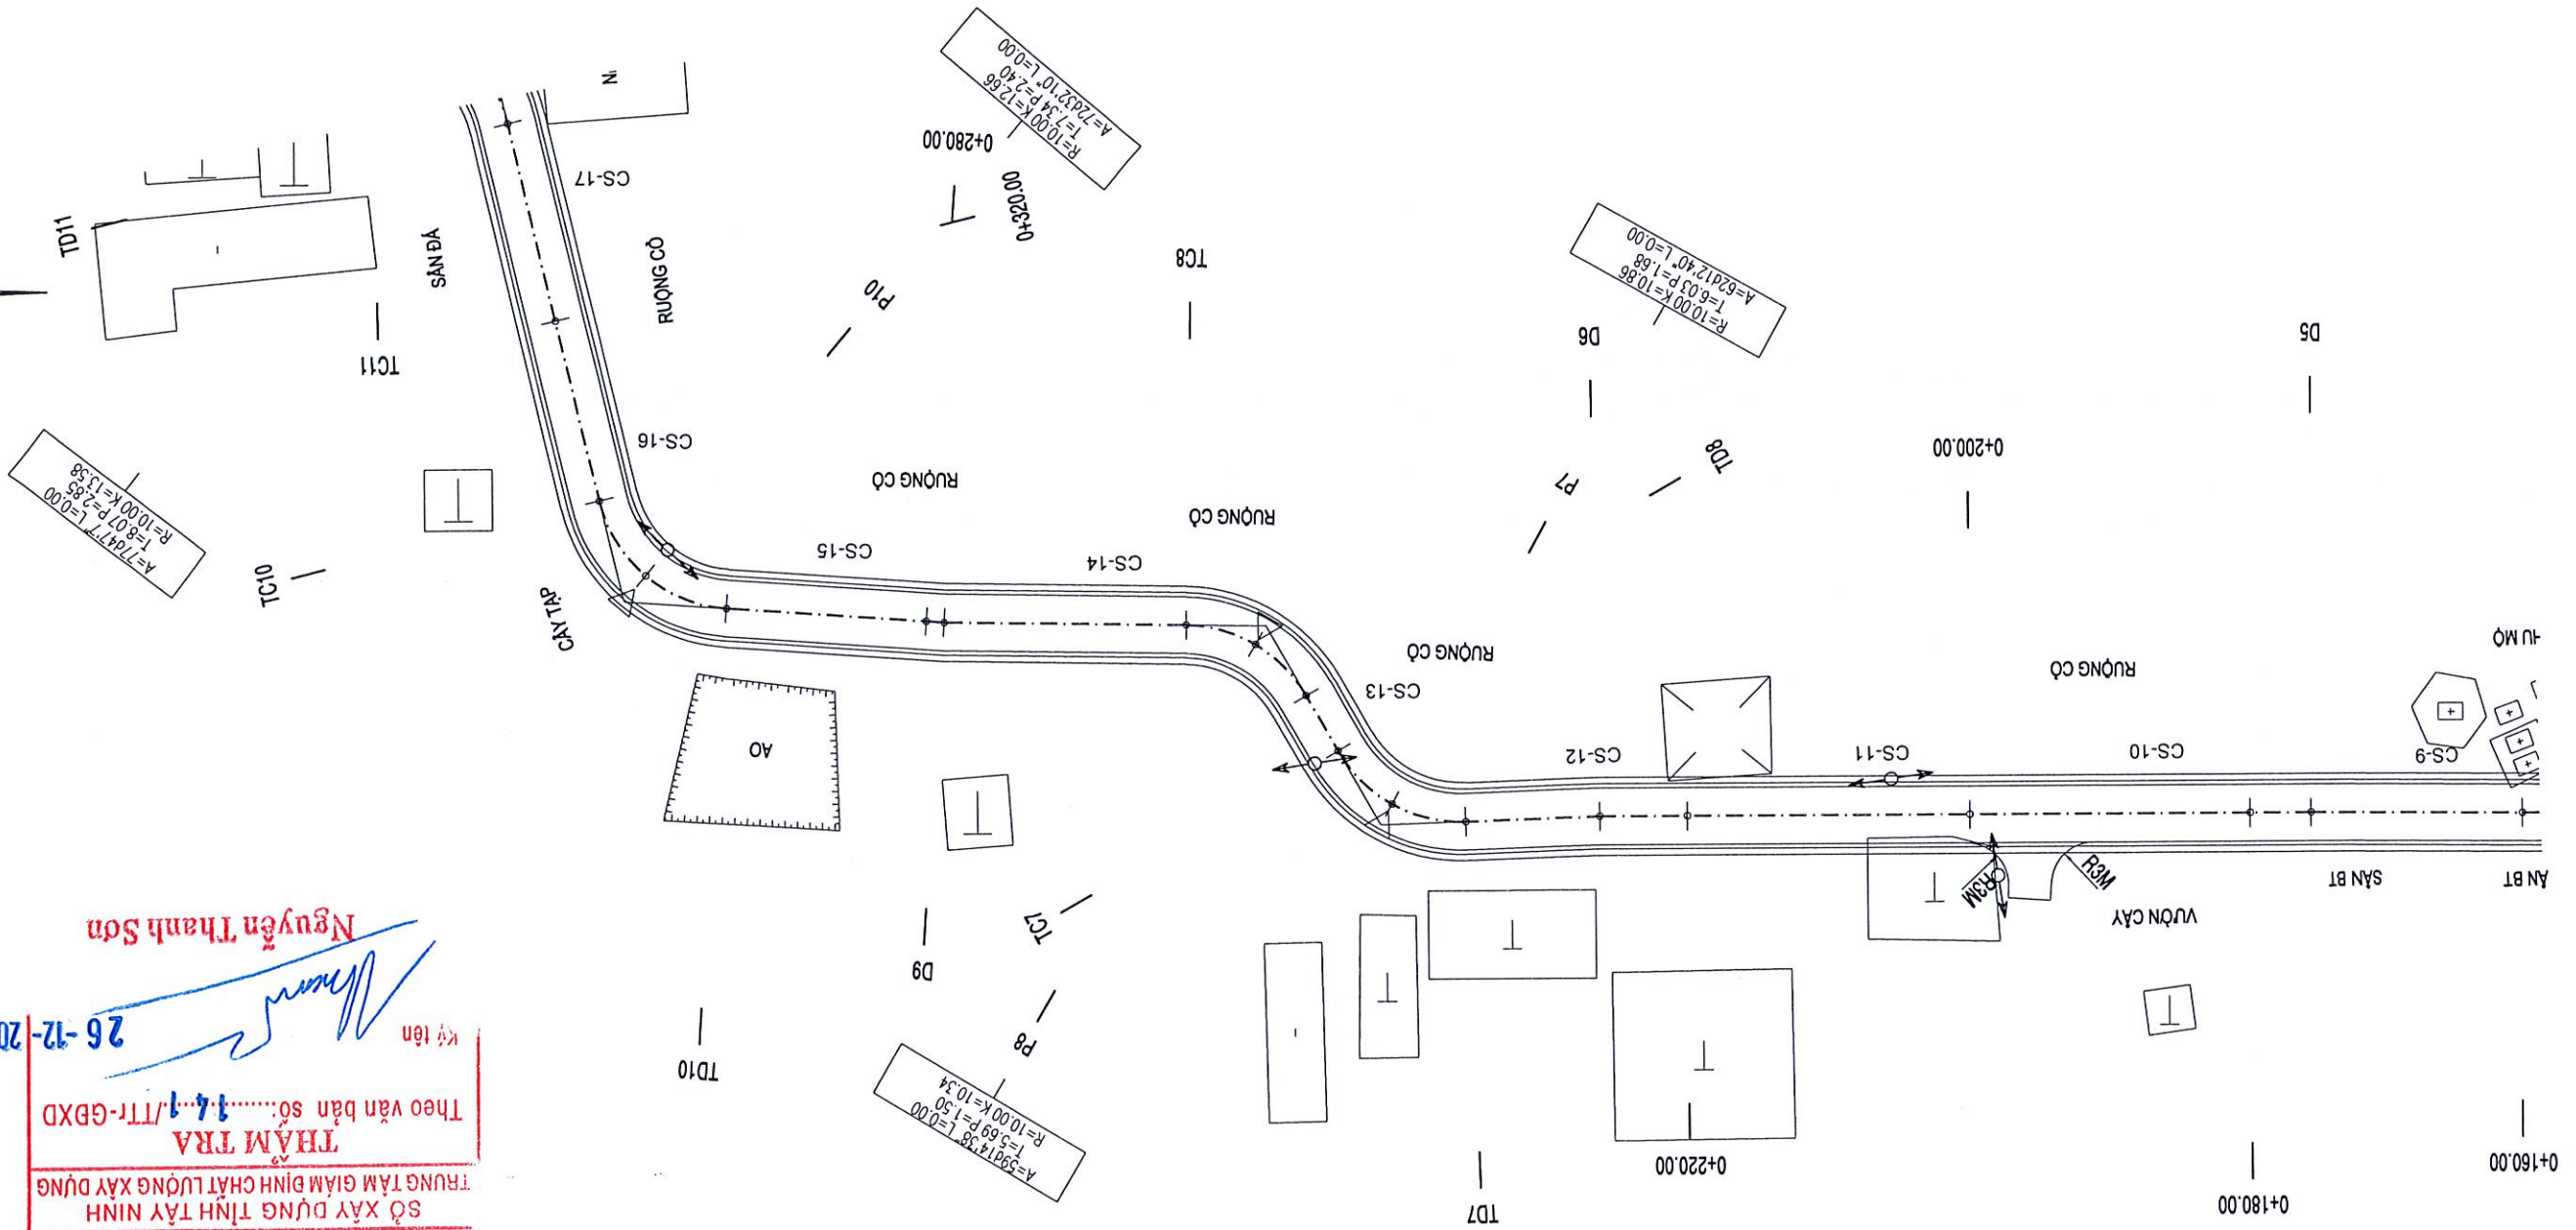 SỞ XÂY DỰNG TỈNH TÂY NINH
TRUNG TÂM GIÁM ĐỊNH CHẤT LƯỢNG XÂY DỰNG
THẨM TRA
Theo văn bản số:.......141../TTr-GĐXD
Ký tên
26-12-20
Nguyễn Thanh Sơn
0+160.00
0+180.00
TD7
0+220.00
A=59d14'38" L=0.00
T=5.69 P=1.50
R=10.00 K=10.34
P8
TD10
D9
TC7
VƯỜN CÂY
R3M
R3M
SÂN BT
ÂN BT
CS-9
CS-10
CS-11
CS-12
CS-13
AO
HU MỘ
RUỘNG CỎ
RUỘNG CỎ
CÂY TẠP
TC10
A=77d47'7" L=0.00
T=8.07 P=2.85
R=10.00 K=13.58
CS-14
CS-15
RUỘNG CỎ
RUỘNG CỎ
P7
TD8
0+200.00
CS-16
TC11
D5
D6
A=62d12'40" L=0.00
T=6.03 P=1.68
R=10.00 K=10.86
P10
RUỘNG CỎ
SÂN ĐÁ
TD11
TC8
0+320.00
CS-17
0+280.00
A=72d32'10" L=0.00
T=7.34 P=2.40
R=10.00 K=12.66
N